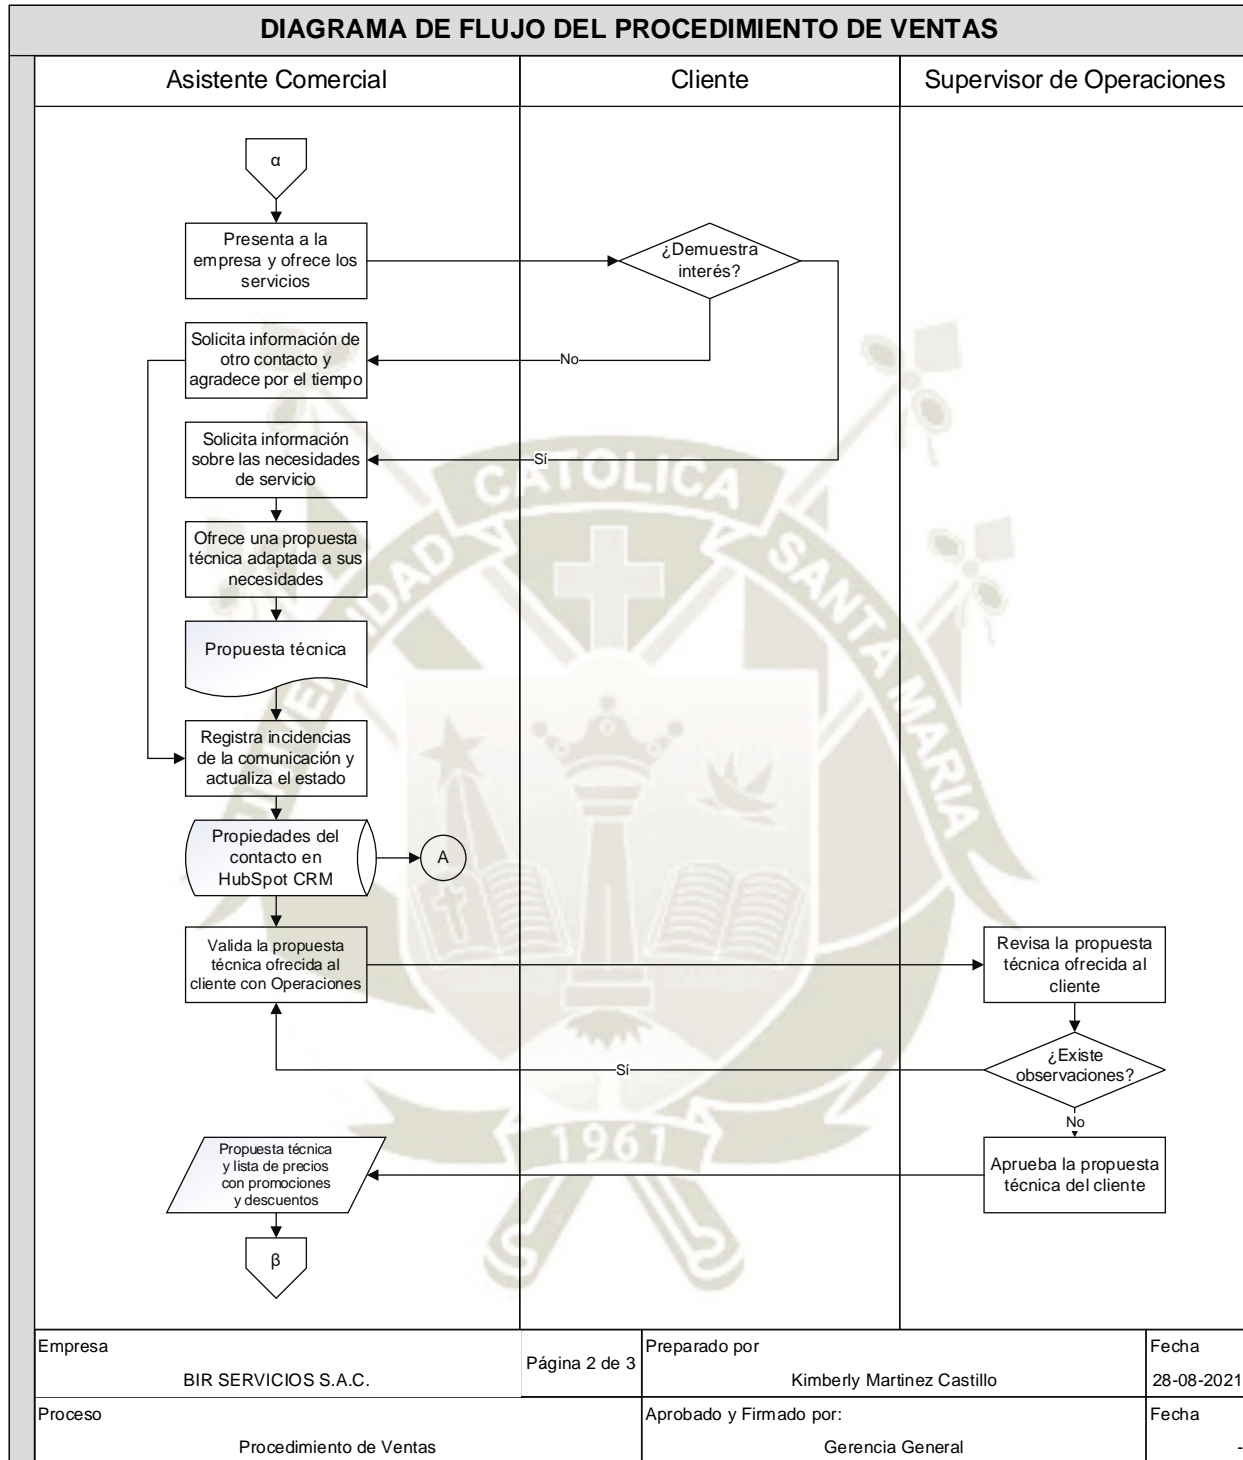 DIAGRAMA DE FLUJO DEL PROCEDIMIENTO DE VENTAS
Asistente Comercial
Cliente
Supervisor de Operaciones
α
Presenta a la
empresa y ofrece los
servicios
¿Demuestra
interés?
Solicita información de
otro contacto y
agradece por el tiempo
No
Solicita información
sobre las necesidades
de servicio
Sí
Ofrece una propuesta
técnica adaptada a sus
necesidades
Propuesta técnica
Registra incidencias
de la comunicación y
actualiza el estado
Propiedades del
contacto en
HubSpot CRM
A
Valida la propuesta
técnica ofrecida al
cliente con Operaciones
Revisa la propuesta
técnica ofrecida al
cliente
¿Existe
observaciones?
Sí
No
Propuesta técnica
y lista de precios
con promociones
y descuentos
Aprueba la propuesta
técnica del cliente
β
CATOLICA
SANTA MARIA
1961
Empresa
BIR SERVICIOS S.A.C.
Página 2 de 3
Preparado por
Kimberly Martinez Castillo
Fecha
28-08-2021
Proceso
Procedimiento de Ventas
Aprobado y Firmado por:
Gerencia General
Fecha
-